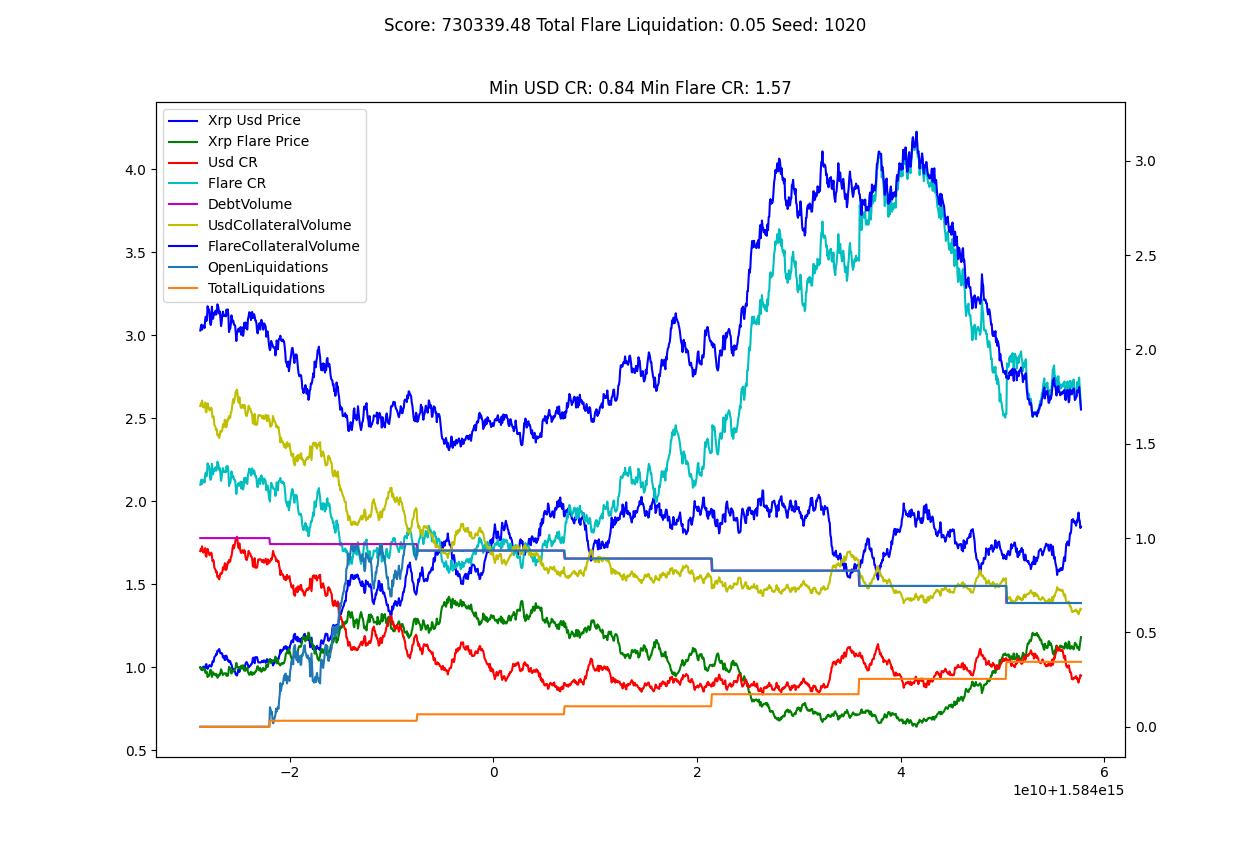 Score: 730339.48 Total Flare Liquidation: 0.05 Seed: 1020
Min USD CR: 0.84 Min Flare CR: 1.57
Xrp Usd Price
Xrp Flare Price
Usd CR
Flare CR
DebtVolume
UsdCollateralVolume
FlareCollateralVolume
OpenLiquidations
TotalLiquidations
4.0
3.5
3.0
2.5
2.0
1.5
1.0
0.5
3.0
2.5
2.0
1.5
1.0
0.5
0.0
−2
0
2
4
6
1e10+1.584e15